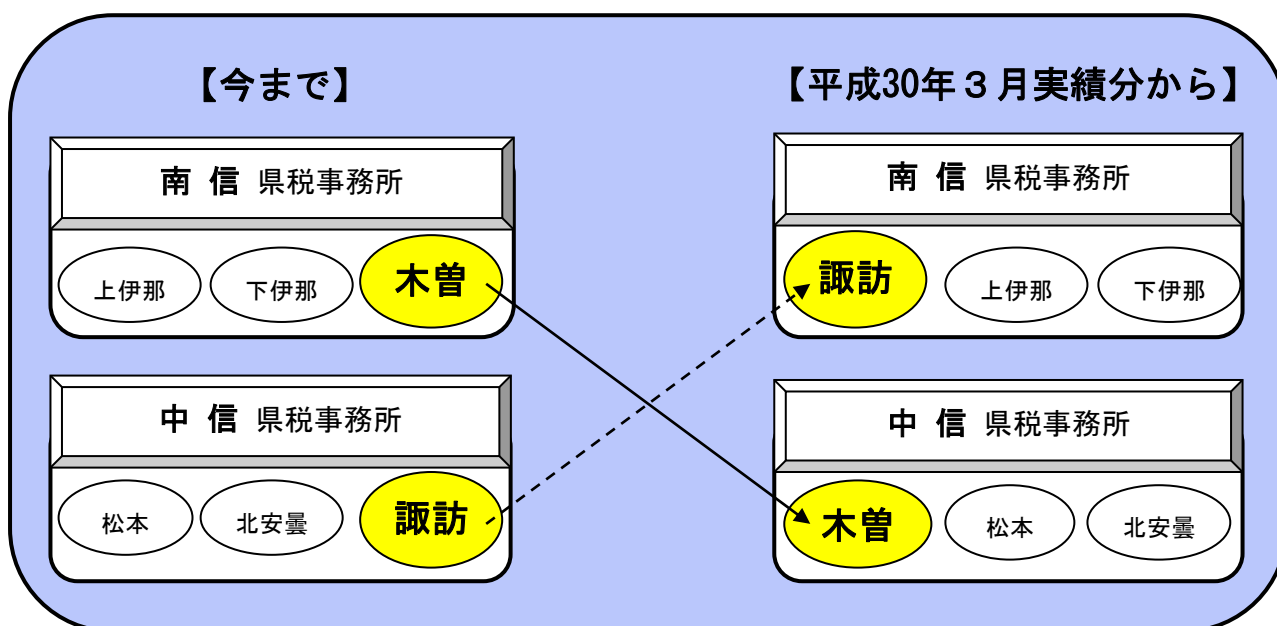 【今まで】
南 信 県税事務所
上伊那 下伊那 木曽
中 信 県税事務所
松本 北安曇 諏訪
【平成30年３月実績分から】
南 信 県税事務所
諏訪 上伊那 下伊那
中 信 県税事務所
木曽 松本 北安曇